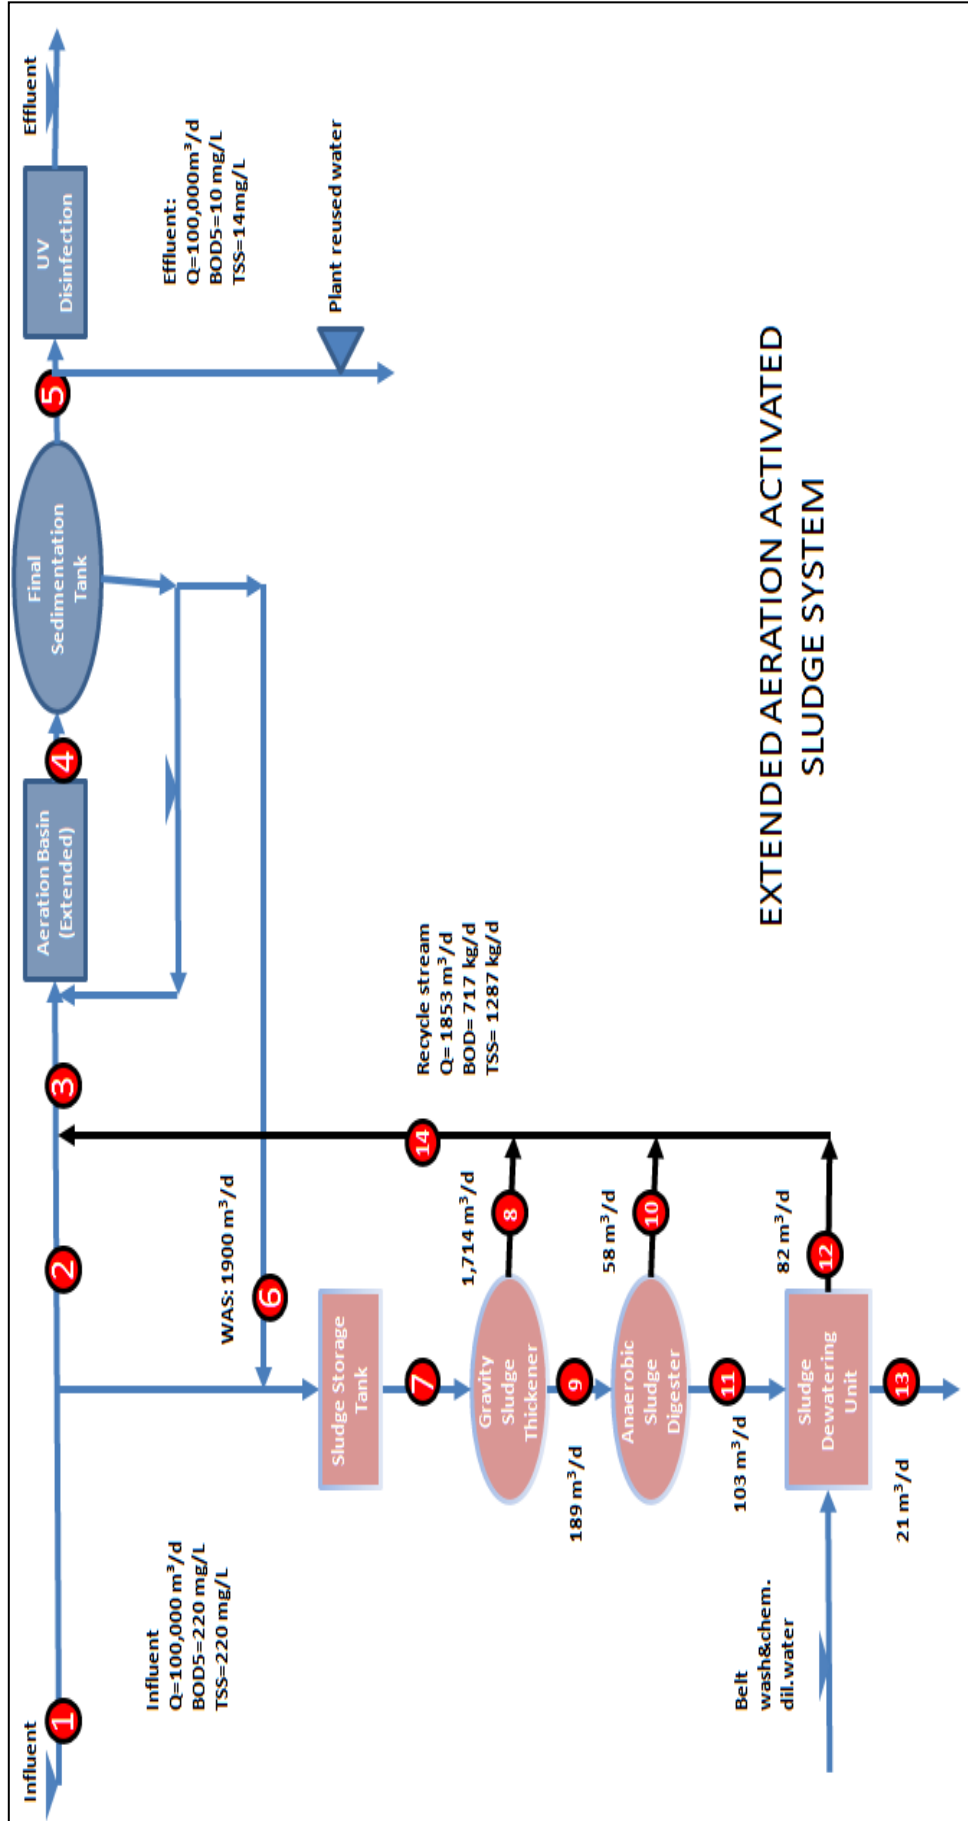 Influent
1
Influent
Q=100,000 m³/d
BOD5=220 mg/L
TSS=220 mg/L
2
3
Aeration Basin
(Extended)
4
Final
Sedimentation
Tank
5
UV
Disinfection
Effluent
Effluent:
Q=100,000m³/d
BOD5=10 mg/L
TSS=14mg/L
Plant reused water
WAS: 1900 m³/d
6
Sludge Storage
Tank
7
Gravity
Sludge
Thickener
1,714 m³/d
8
14
Recycle stream
Q= 1853 m³/d
BOD= 717 kg/d
TSS= 1287 kg/d
189 m³/d
9
Anaerobic
Sludge
Digester
58 m³/d
10
103 m³/d
11
Belt
wash&chem.
dil.water
Sludge
Dewatering
Unit
82 m³/d
12
21 m³/d
13
EXTENDED AERATION ACTIVATED
SLUDGE SYSTEM